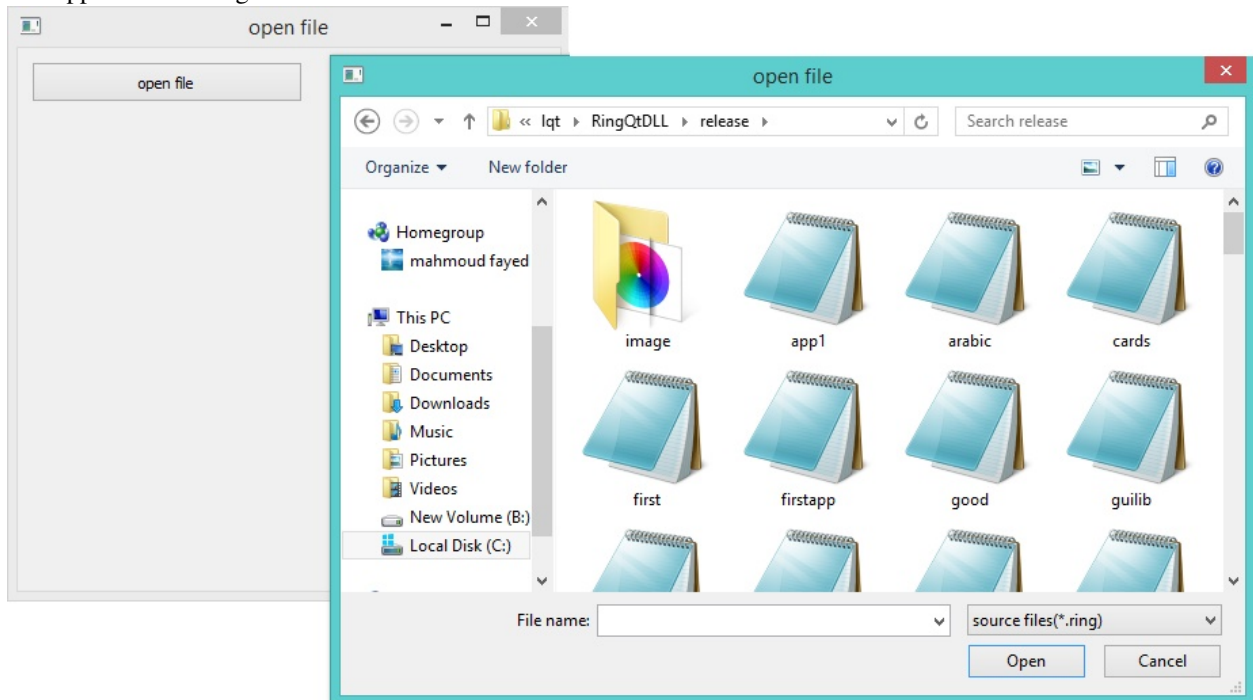 open file
open file
open file
« lqt ▸ RingQtDLL ▸ release ▸
Search release
Organize
New folder
Homegroup
mahmoud fayed
This PC
Desktop
Documents
Downloads
Music
Pictures
Videos
New Volume (B:)
Local Disk (C:)
image
app1
arabic
cards
first
firstapp
good
guilib
File name:
source files(*.ring)
Open
Cancel